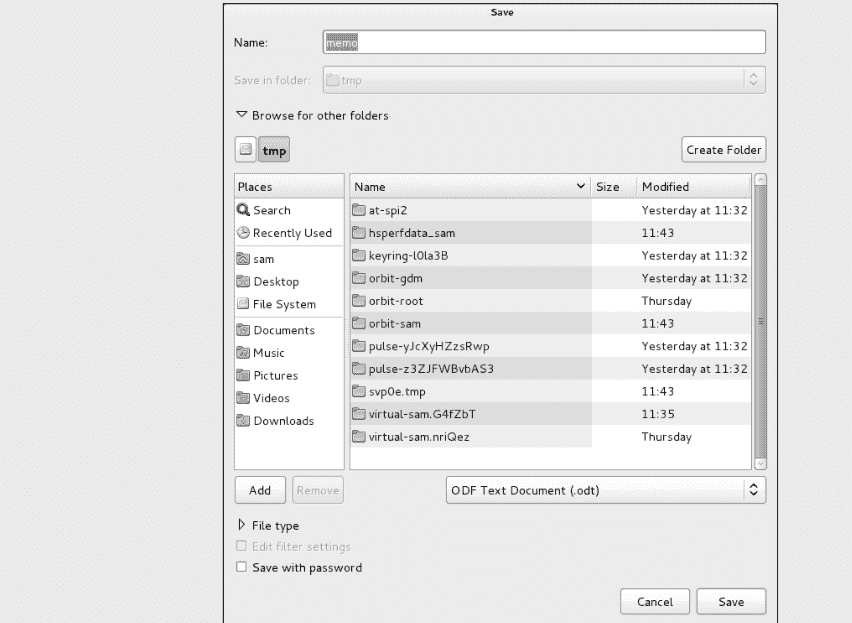 Save
Name: memo
Save in folder: tmp
Browse for other folders
tmp Create Folder
Places Name Size Modified
Search at-spi2 Yesterday at 11:32
Recently Used hsperfdata_sam 11:43
sam keyring-l0la3B Yesterday at 11:32
Desktop orbit-gdm Yesterday at 11:32
File System orbit-root Thursday
Documents orbit-sam 11:43
Music pulse-yJcXyHZzsRwp Yesterday at 11:32
Pictures pulse-z3ZJFWBvbAS3 Yesterday at 11:32
Videos svp0e.tmp 11:43
Downloads virtual-sam.G4fZbT 11:35
virtual-sam.nriQez Thursday
Add Remove ODF Text Document (.odt)
File type
Edit filter settings
Save with password
Cancel Save